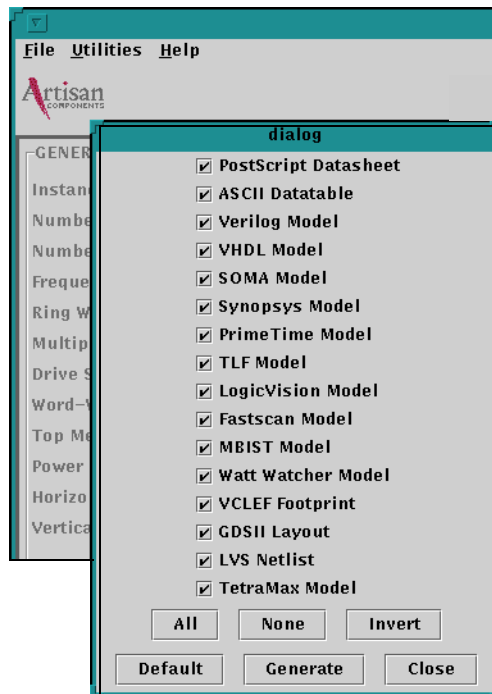 File Utilities Help
Artisan
COMPONENTS
dialog
PostScript Datasheet
ASCII Datatable
Verilog Model
VHDL Model
SOMA Model
Synopsys Model
PrimeTime Model
TLF Model
LogicVision Model
Fastscan Model
MBIST Model
Watt Watcher Model
VCLEF Footprint
GDSII Layout
LVS Netlist
TetraMax Model
All None Invert
Default Generate Close
GENER
Instan
Numbe
Numbe
Freque
Ring W
Multip
Drive S
Word-W
Top Me
Power
Horizo
Vertica